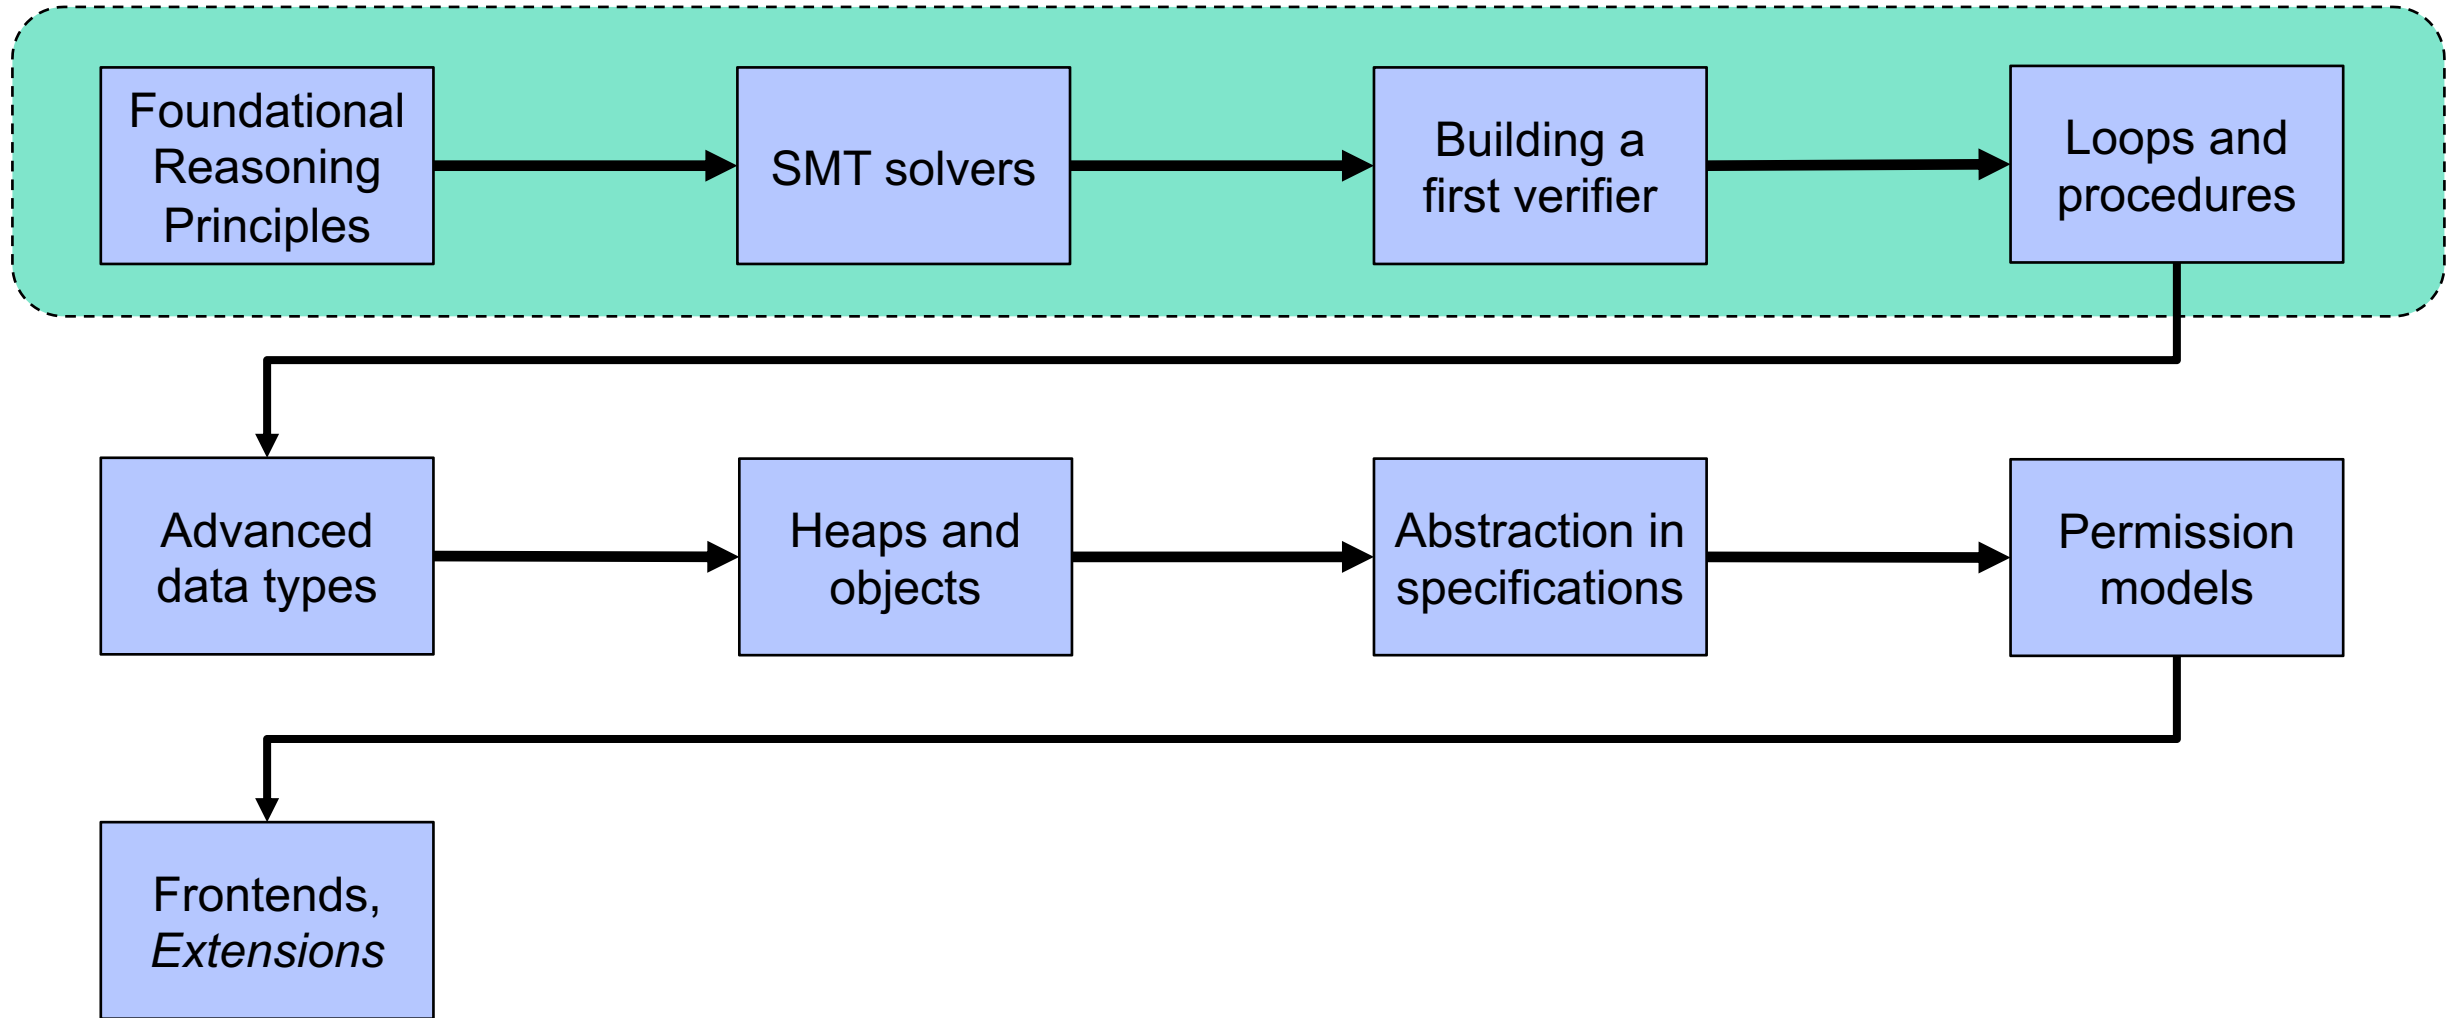 Foundational
Reasoning
Principles
SMT solvers
Building a
first verifier
Loops and
procedures
Advanced
data types
Heaps and
objects
Abstraction in
specifications
Permission
models
Frontends,
Extensions